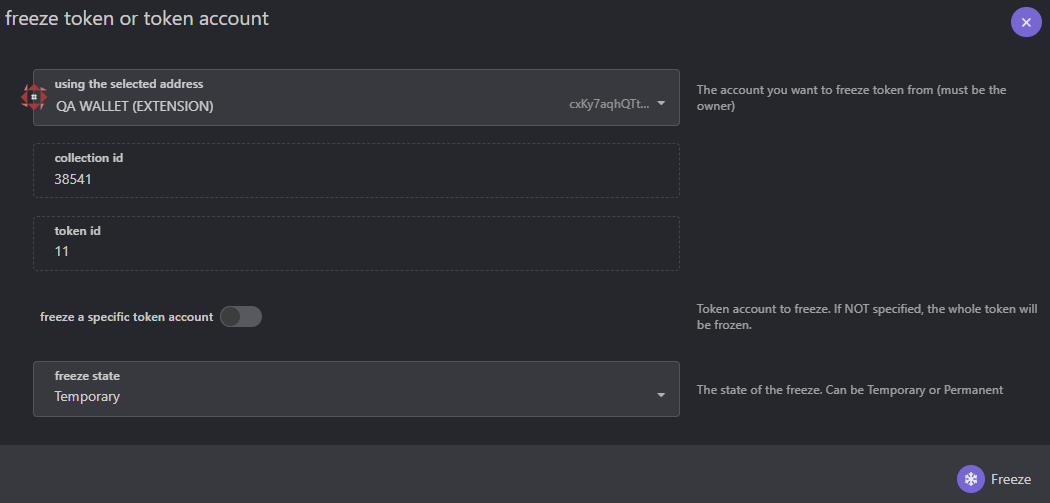 freeze token or token account
using the selected address
QA WALLET (EXTENSION)
cxKy7aqhQTt...
The account you want to freeze token from (must be the
owner)
collection id
38541
token id
11
freeze a specific token account
Token account to freeze. If NOT specified, the whole token will
be frozen.
freeze state
Temporary
The state of the freeze. Can be Temporary or Permanent
Freeze